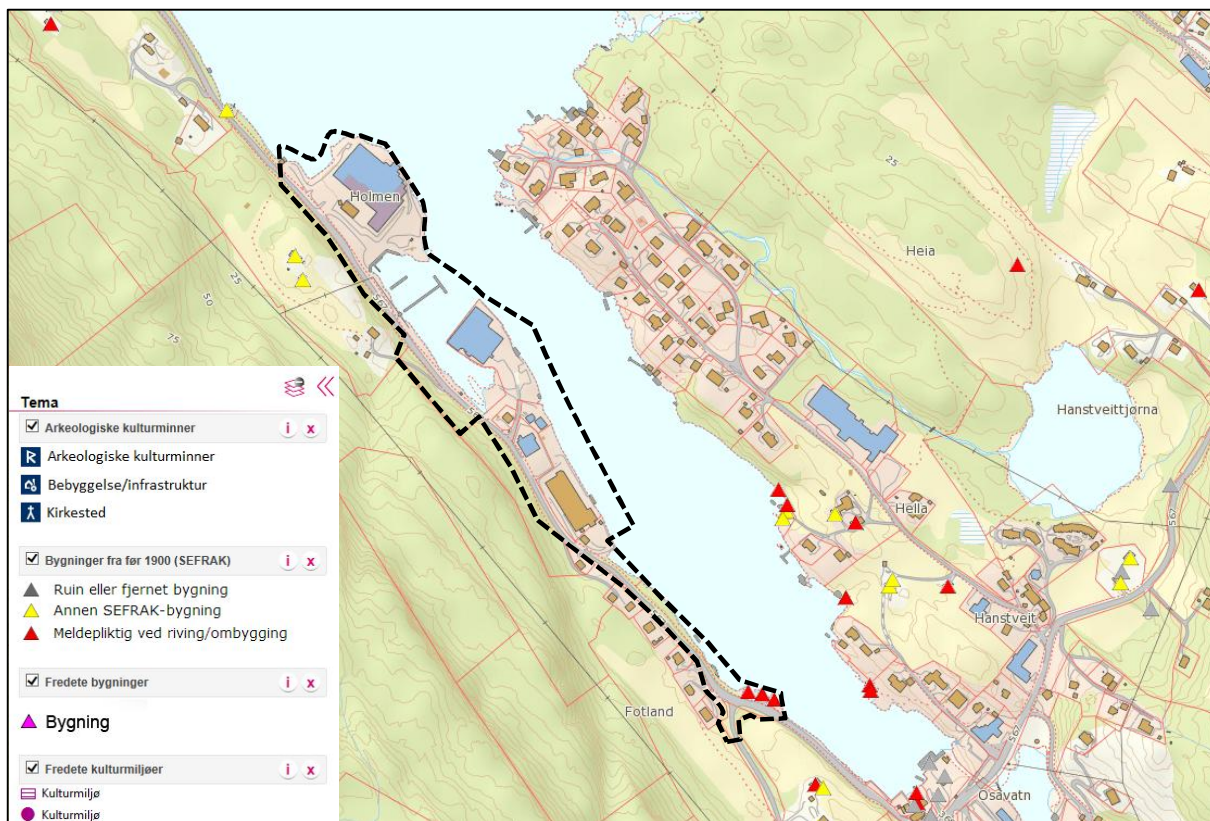 Holmen
25
Heia
25
50
75
Hanstveittjørna
Hella
567
Hanstveit
Fotland
567
Osavatn
Tema
Arkeologiske kulturminner
i x
Arkeologiske kulturminner
Bebyggelse/infrastruktur
Kirkested
Bygninger fra før 1900 (SEFRAK)
i x
Ruin eller fjernet bygning
Annen SEFRAK-bygning
Meldepliktig ved riving/ombygging
Fredete bygninger
i x
Bygning
Fredete kulturmiljøer
i x
Kulturmiljø
Kulturmiljø